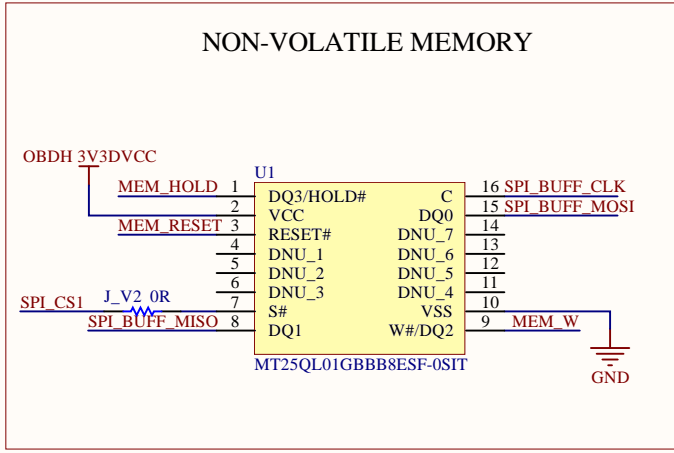 NON-VOLATILE MEMORY
OBDH 3V3DVCC
U1
MEM_HOLD 1 DQ3/HOLD# C 16 SPI_BUFF_CLK
2 VCC DQ0 15 SPI_BUFF_MOSI
MEM_RESET 3 RESET# DNU_7 14
4 DNU_1 DNU_6 13
5 DNU_2 DNU_5 12
6 DNU_3 DNU_4 11
SPI_CS1 J_V2 0R 7 S# VSS 10
SPI_BUFF_MISO 8 DQ1 W#/DQ2 9 MEM_W
MT25QL01GBBB8ESF-0SIT
GND